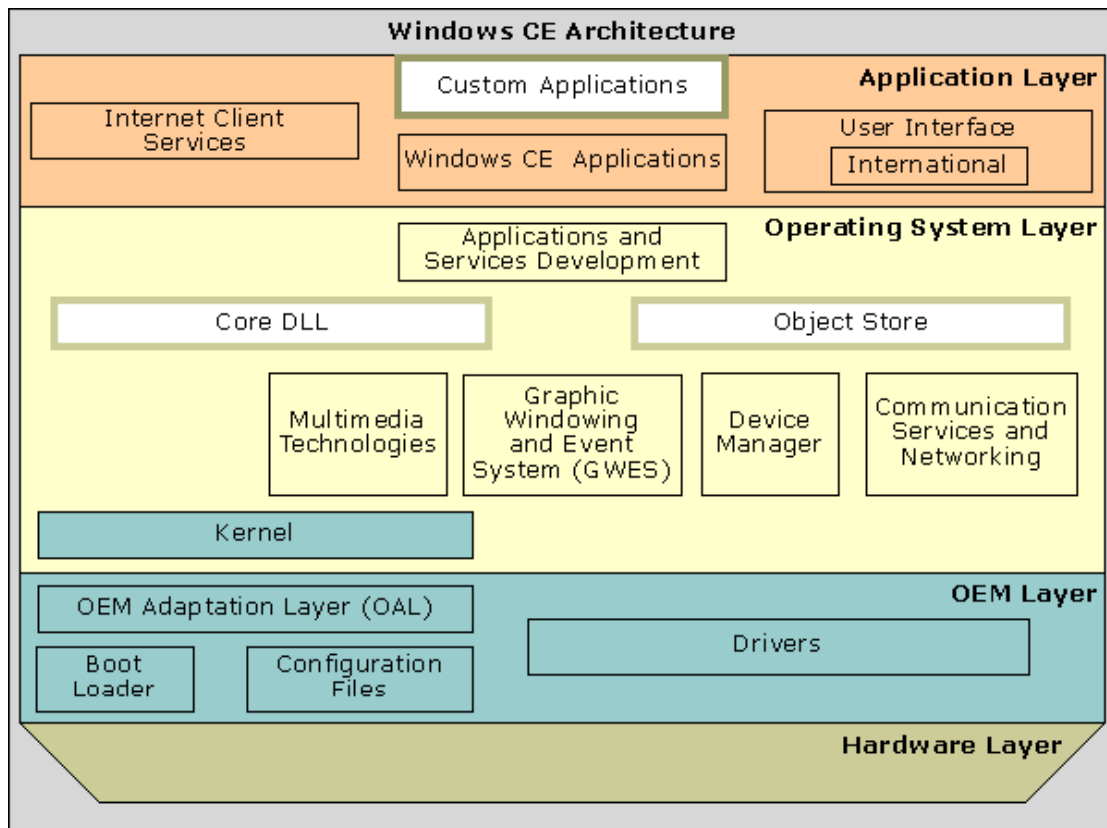 Windows CE Architecture
Application Layer
Custom Applications
Internet Client
Services
Windows CE Applications
User Interface
International
Operating System Layer
Applications and
Services Development
Core DLL
Object Store
Multimedia
Technologies
Graphic
Windowing
and Event
System (GWES)
Device
Manager
Communication
Services and
Networking
Kernel
OEM Layer
OEM Adaptation Layer (OAL)
Boot
Loader
Configuration
Files
Drivers
Hardware Layer